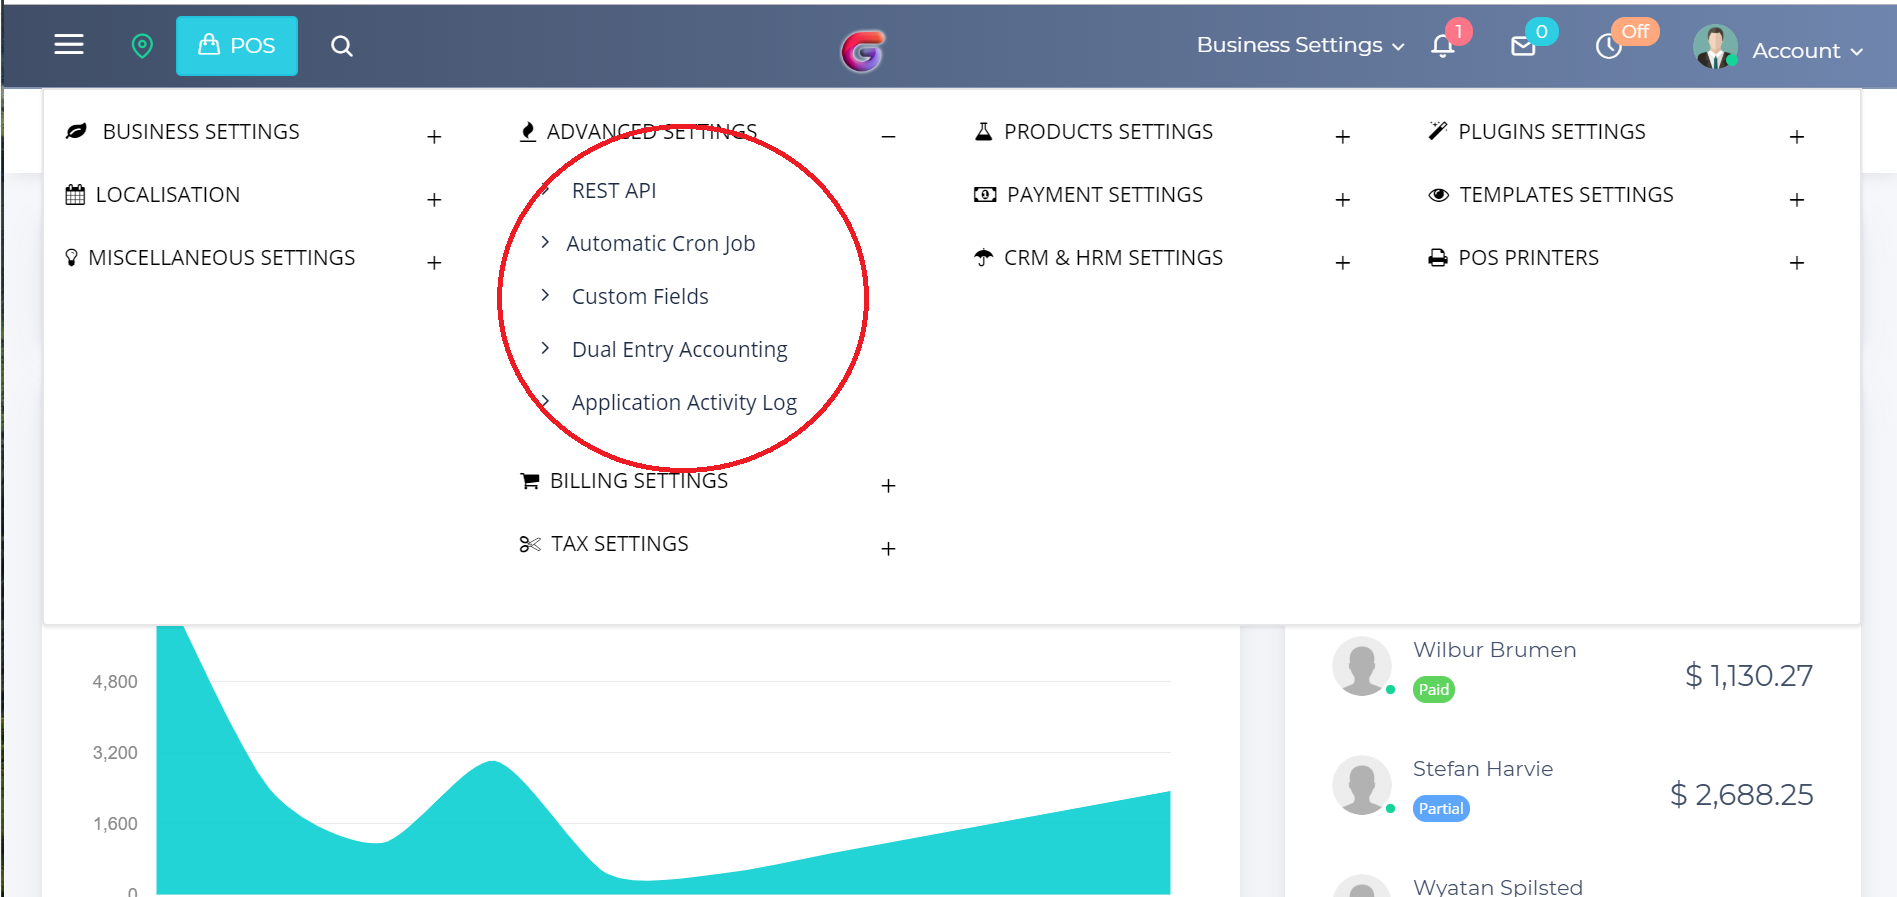 POS
Business Settings
1
0
Off
Account
BUSINESS SETTINGS
LOCALISATION
MISCELLANEOUS SETTINGS
ADVANCED SETTINGS
REST API
Automatic Cron Job
Custom Fields
Dual Entry Accounting
Application Activity Log
BILLING SETTINGS
TAX SETTINGS
PRODUCTS SETTINGS
PAYMENT SETTINGS
CRM & HRM SETTINGS
PLUGINS SETTINGS
TEMPLATES SETTINGS
POS PRINTERS
4,800
3,200
1,600
0
Wilbur Brumen
Paid
$ 1,130.27
Stefan Harvie
Partial
$ 2,688.25
Wyatan Spilsted